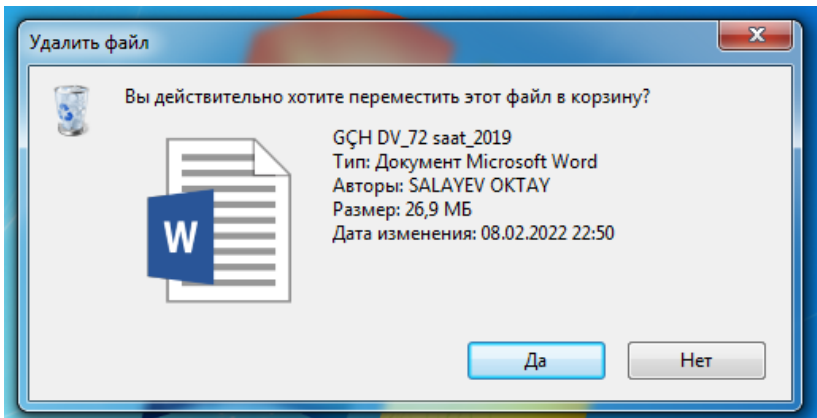 Удалить файл
x
Вы действительно хотите переместить этот файл в корзину?
GÇH DV_72 saat_2019
Тип: Документ Microsoft Word
Авторы: SALAYEV OKTAY
Размер: 26,9 МБ
Дата изменения: 08.02.2022 22:50
W
Да Нет